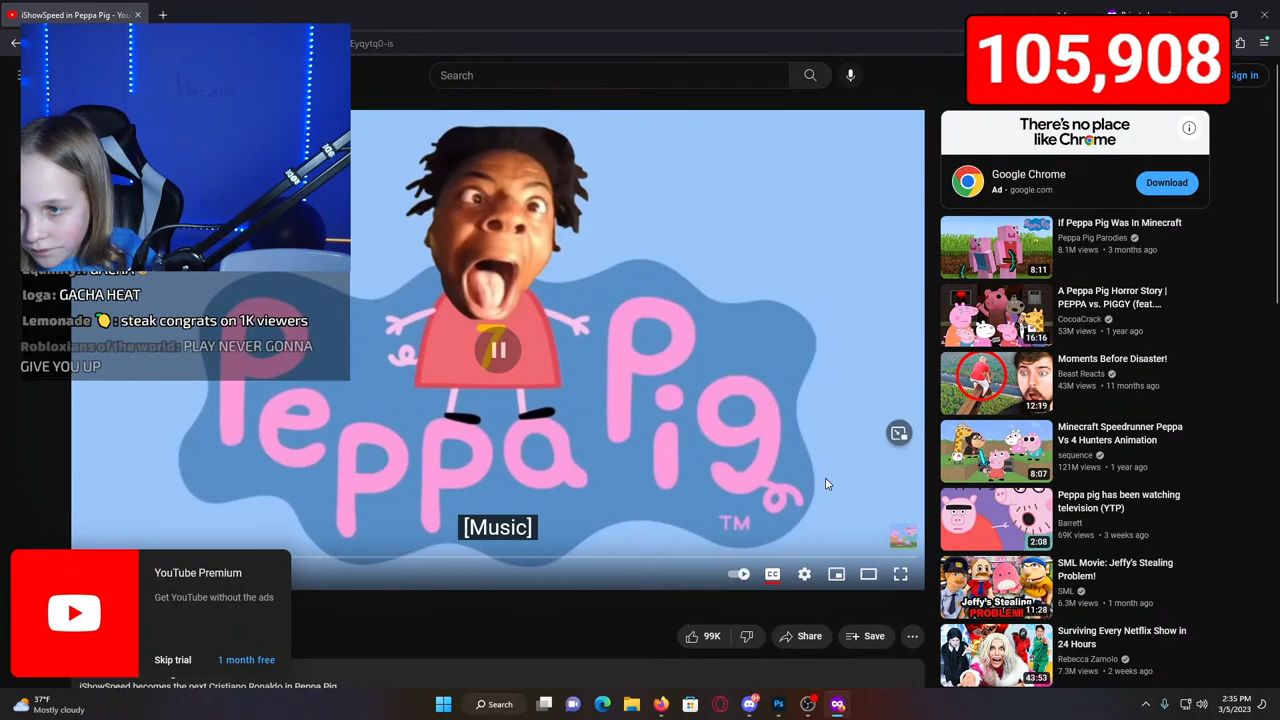 iShowSpeed in Peppa Pig - You
Eyqytq0-is
Search
105,908
Sign in
GACHA
loga: GACHA HEAT
Lemonade 🍋 : steak congrats on 1K viewers
Robloxians of the world: PLAY NEVER GONNA
GIVE YOU UP
Peppa
Pig
TM
[Music]
There's no place
like Chrome
Google Chrome
Ad · google.com
Download
If Peppa Pig Was In Minecraft
Peppa Pig Parodies
8.1M views • 3 months ago
8:11
A Peppa Pig Horror Story |
PEPPA vs. PIGGY (feat....
CocoaCrack
53M views • 1 year ago
16:16
Moments Before Disaster!
Beast Reacts
43M views • 11 months ago
12:19
Minecraft Speedrunner Peppa
Vs 4 Hunters Animation
sequence
121M views • 1 year ago
8:07
Peppa pig has been watching
television (YTP)
Barrett
69K views • 3 weeks ago
2:08
SML Movie: Jeffy's Stealing
Problem!
SML
6.3M views • 1 month ago
Jeffy's Stealing
PROBLEM!
11:28
Surviving Every Netflix Show in
24 Hours
Rebecca Zamolo
7.3M views • 2 weeks ago
43:53
YouTube Premium
Get YouTube without the ads
Skip trial
1 month free
CC
99K
Share
Save
iShowSpeed becomes the next Cristiano Ronaldo in Peppa Pig
37°F
Mostly cloudy
Search
2:35 PM
3/5/2023